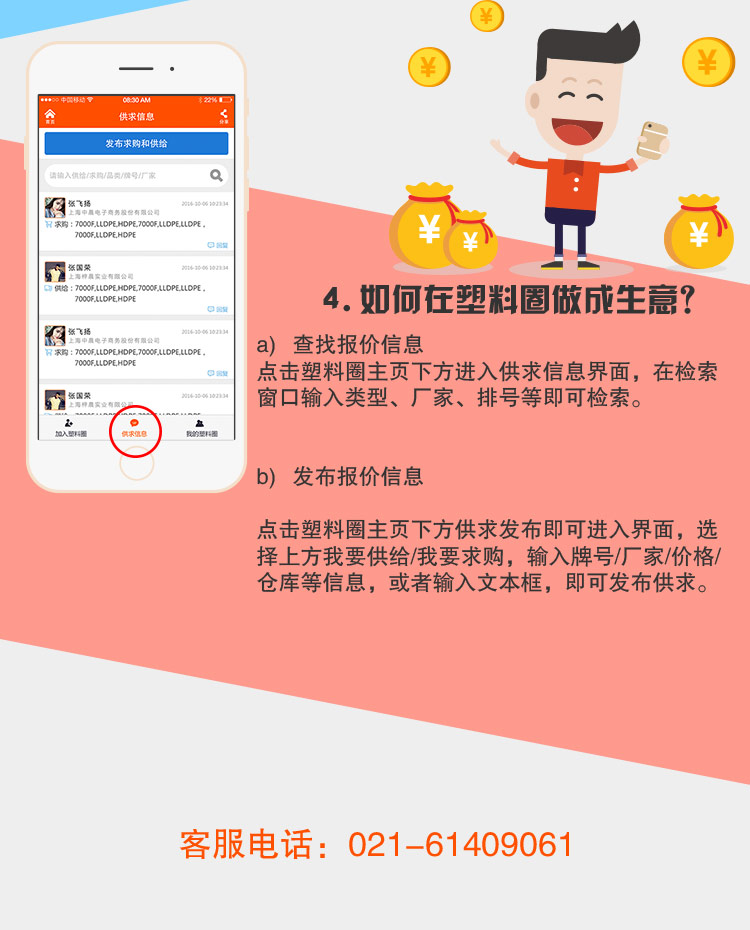 中国移动
08:30 AM
22%
首页
供求信息
分享
发布求购和供给
请输入供给/求购/品类/牌号/厂家
张飞扬
2016-10-06 10:23:34
上海中晨电子商务股份有限公司
求购：7000F,LLDPE,HDPE,7000F,LLDPE,LLDPE，
7000F,LLDPE,HDPE
回复
张国荣
2016-10-06 10:23:34
供给：7000F,LLDPE,HDPE,7000F,LLDPE,LLDPE，
7000F,LLDPE,HDPE
回复
张飞扬
2016-10-06 10:23:34
上海中晨电子商务股份有限公司
求购：7000F,LLDPE,HDPE,7000F,LLDPE,LLDPE，
7000F,LLDPE,HDPE
回复
张国荣
2016-10-06 10:23:34
加入塑料圈
供求信息
我的塑料圈
¥
¥
¥
¥
¥
¥
4. 如何在塑料圈做成生意?
a) 查找报价信息
点击塑料圈主页下方进入供求信息界面，在检索
窗口输入类型、厂家、排号等即可检索。
b) 发布报价信息
点击塑料圈主页下方供求发布即可进入界面，选
择上方我要供给/我要求购，输入牌号/厂家/价格/
仓库等信息，或者输入文本框，即可发布供求。
客服电话：021-61409061